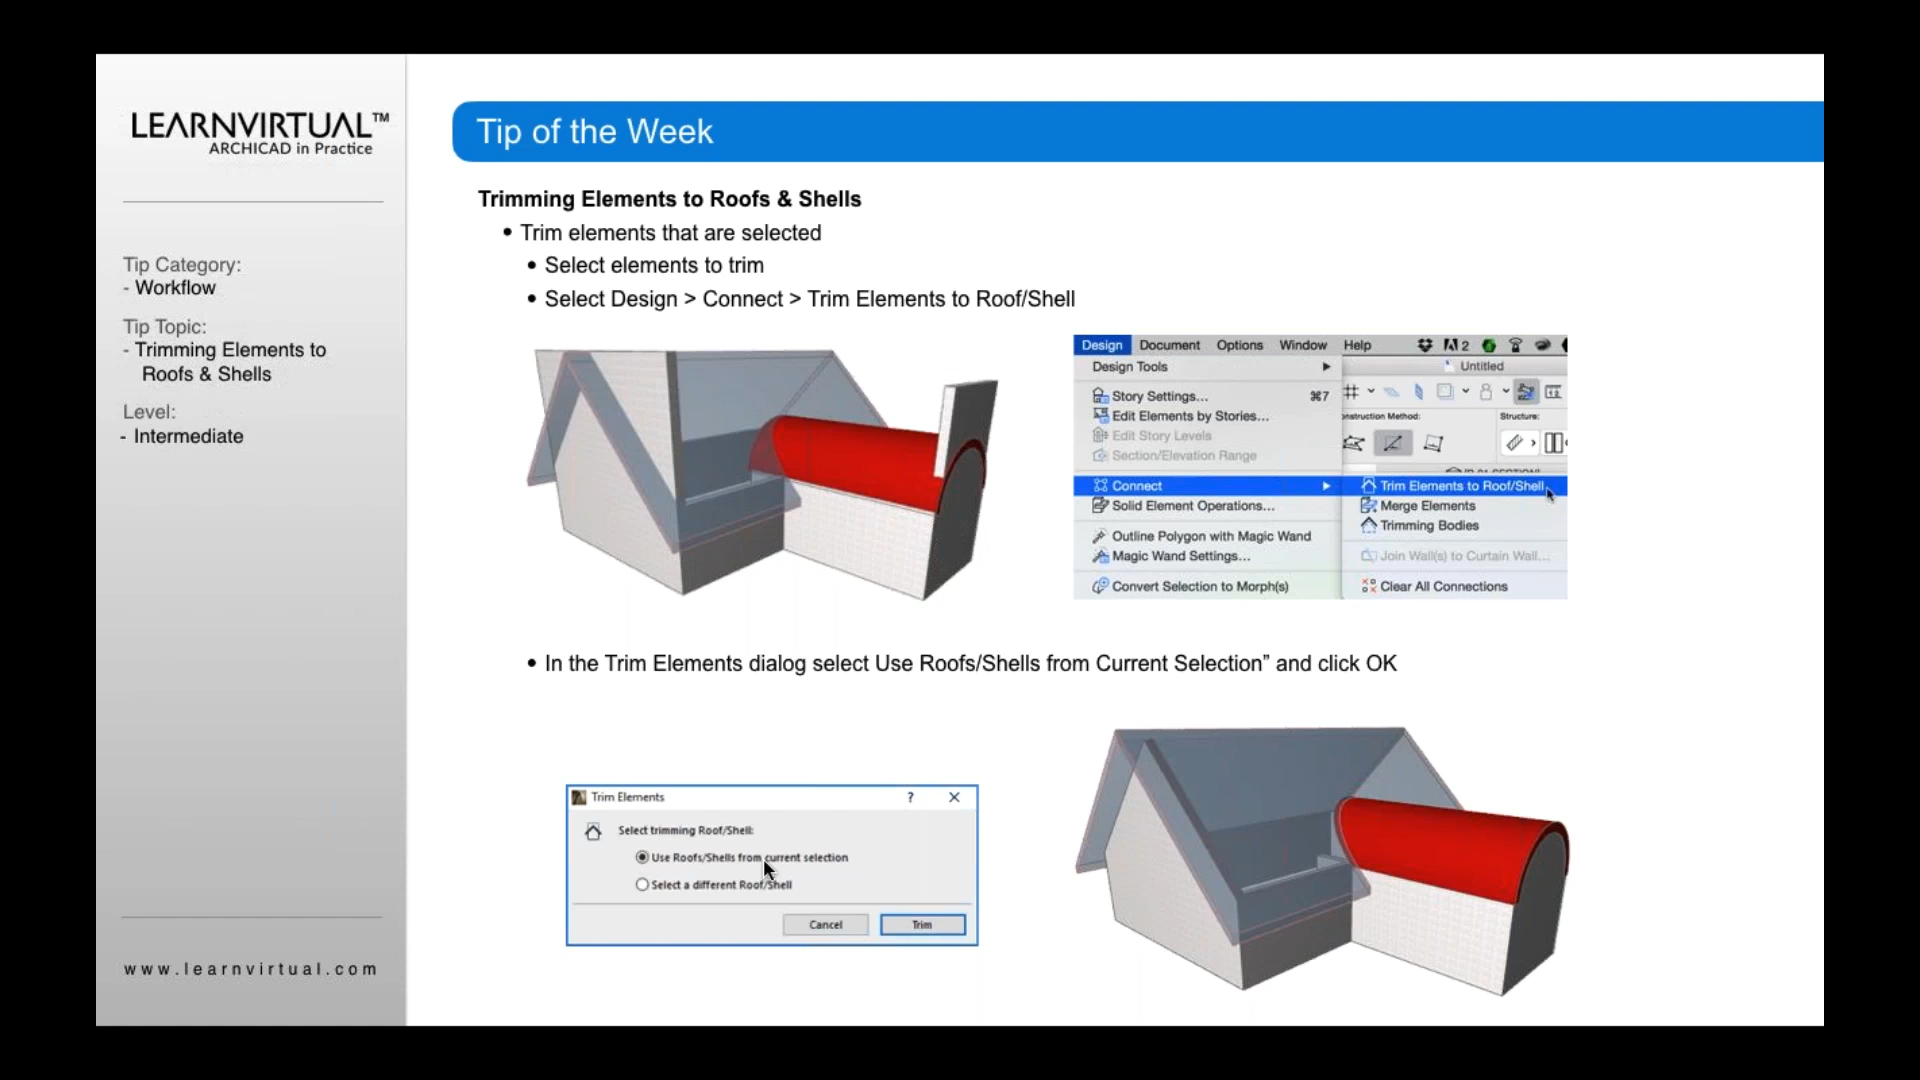 LEARNVIRTUAL™
ARCHICAD in Practice
Tip Category:
- Workflow
Tip Topic:
- Trimming Elements to
Roofs & Shells
Level:
- Intermediate
www.learnvirtual.com
Tip of the Week
Trimming Elements to Roofs & Shells
• Trim elements that are selected
• Select elements to trim
• Select Design > Connect > Trim Elements to Roof/Shell
Design Document Options Window Help 2
Design Tools
Untitled
Story Settings... ⌘7
Edit Elements by Stories...
Edit Story Levels
Section/Elevation Range
nstruction Method: Structure:
Connect
Solid Element Operations...
Outline Polygon with Magic Wand
Magic Wand Settings...
Convert Selection to Morph(s)
Trim Elements to Roof/Shell
Merge Elements
Trimming Bodies
Join Wall(s) to Curtain Wall...
Clear All Connections
• In the Trim Elements dialog select Use Roofs/Shells from Current Selection” and click OK
Trim Elements ?
Select trimming Roof/Shell:
Use Roofs/Shells from current selection
Select a different Roof/Shell
Cancel Trim